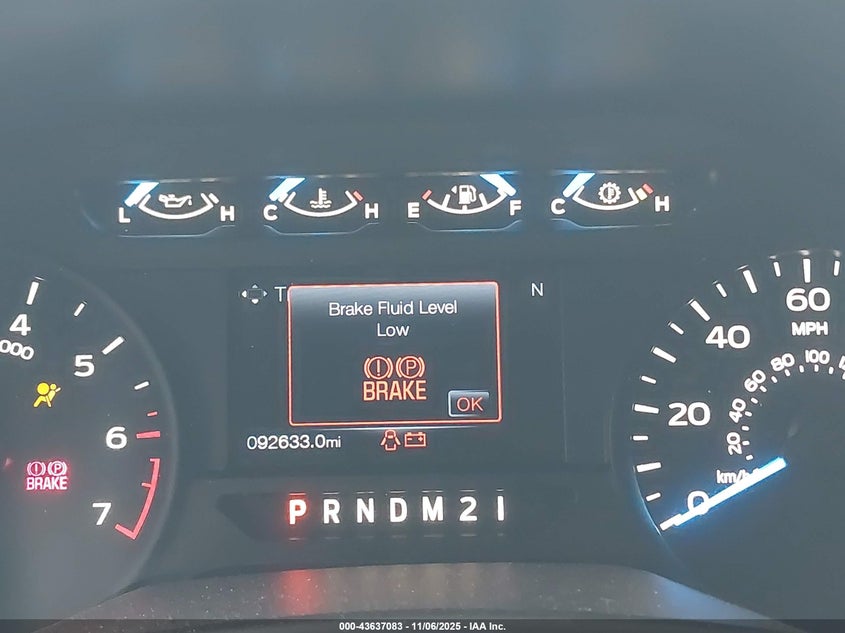 L H
C H
E F
C H
T
N
Brake Fluid Level
Low
BRAKE
OK
092633.0mi
4
000
5
6
7
BRAKE
P R N D M 2 1
0
20
40
60
MPH
20
40
60
80
100
km/h
000-43637083 - 11/06/2025 - IAA Inc.